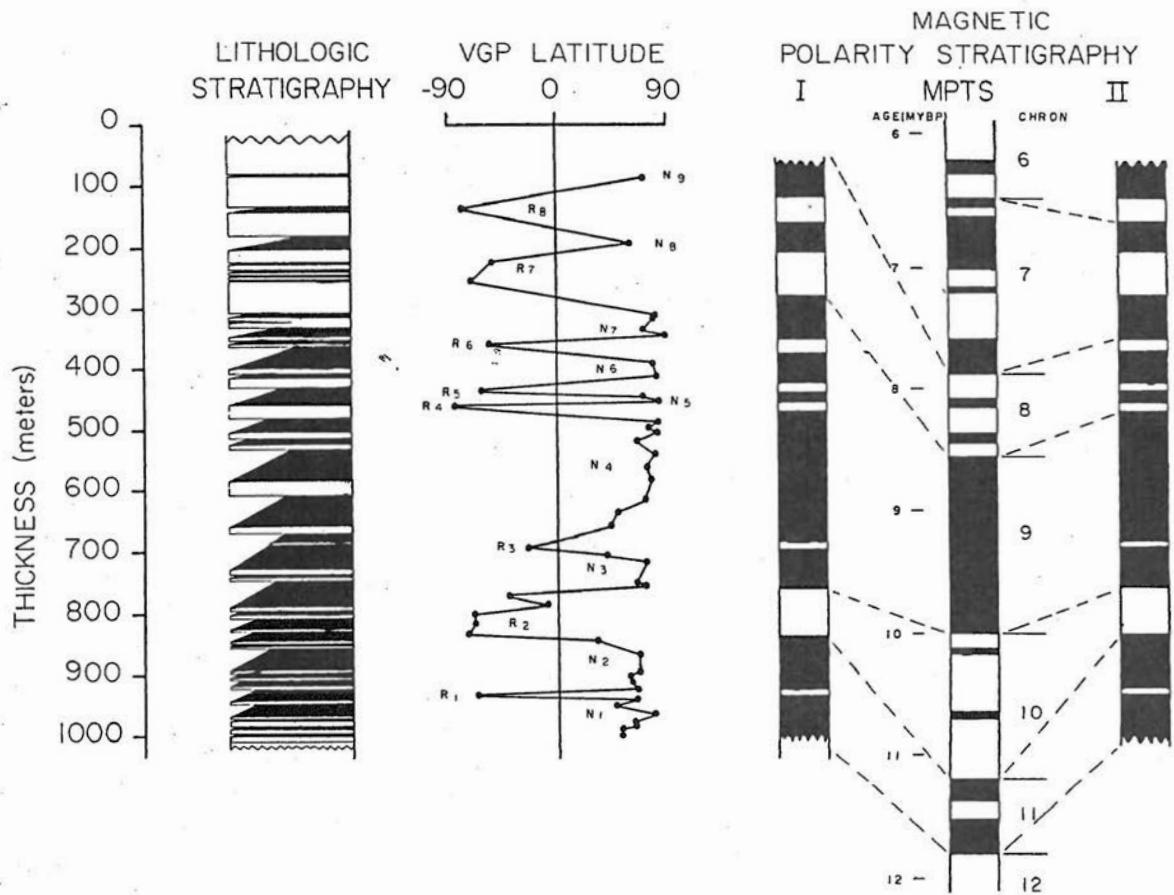 LITHOLOGIC
STRATIGRAPHY
VGP LATITUDE
-90 0 90
MAGNETIC
POLARITY STRATIGRAPHY
I MPTS II
AGE(MYBP) CHRON
THICKNESS (meters)
0
100
200
300
400
500
600
700
800
900
1000
N9
R8
N8
R7
N7
R6
N6
R5
N5
R4
N4
R3
N3
R2
N2
R1
N1
6
7
8
9
10
11
12
6
7
8
9
10
11
12